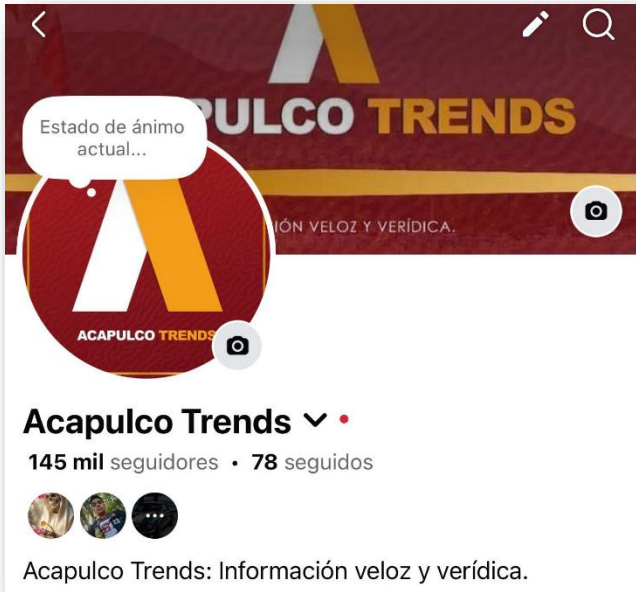 PULCO TRENDS
Estado de ánimo
actual...
IÓN VELOZ Y VERÍDICA.
ACAPULCO TRENDS
Acapulco Trends
145 mil seguidores • 78 seguidos
Acapulco Trends: Información veloz y verídica.